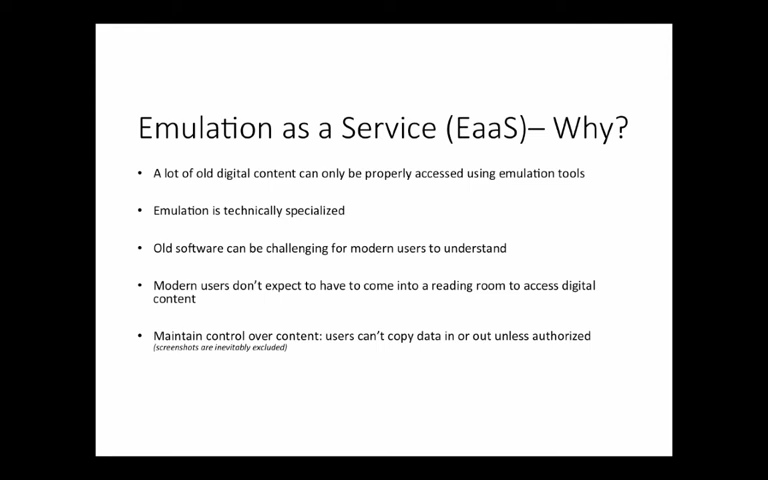 Emulation as a Service (EaaS)– Why?
• A lot of old digital content can only be properly accessed using emulation tools
• Emulation is technically specialized
• Old software can be challenging for modern users to understand
• Modern users don’t expect to have to come into a reading room to access digital
content
• Maintain control over content: users can’t copy data in or out unless authorized
(screenshots are inevitably excluded)